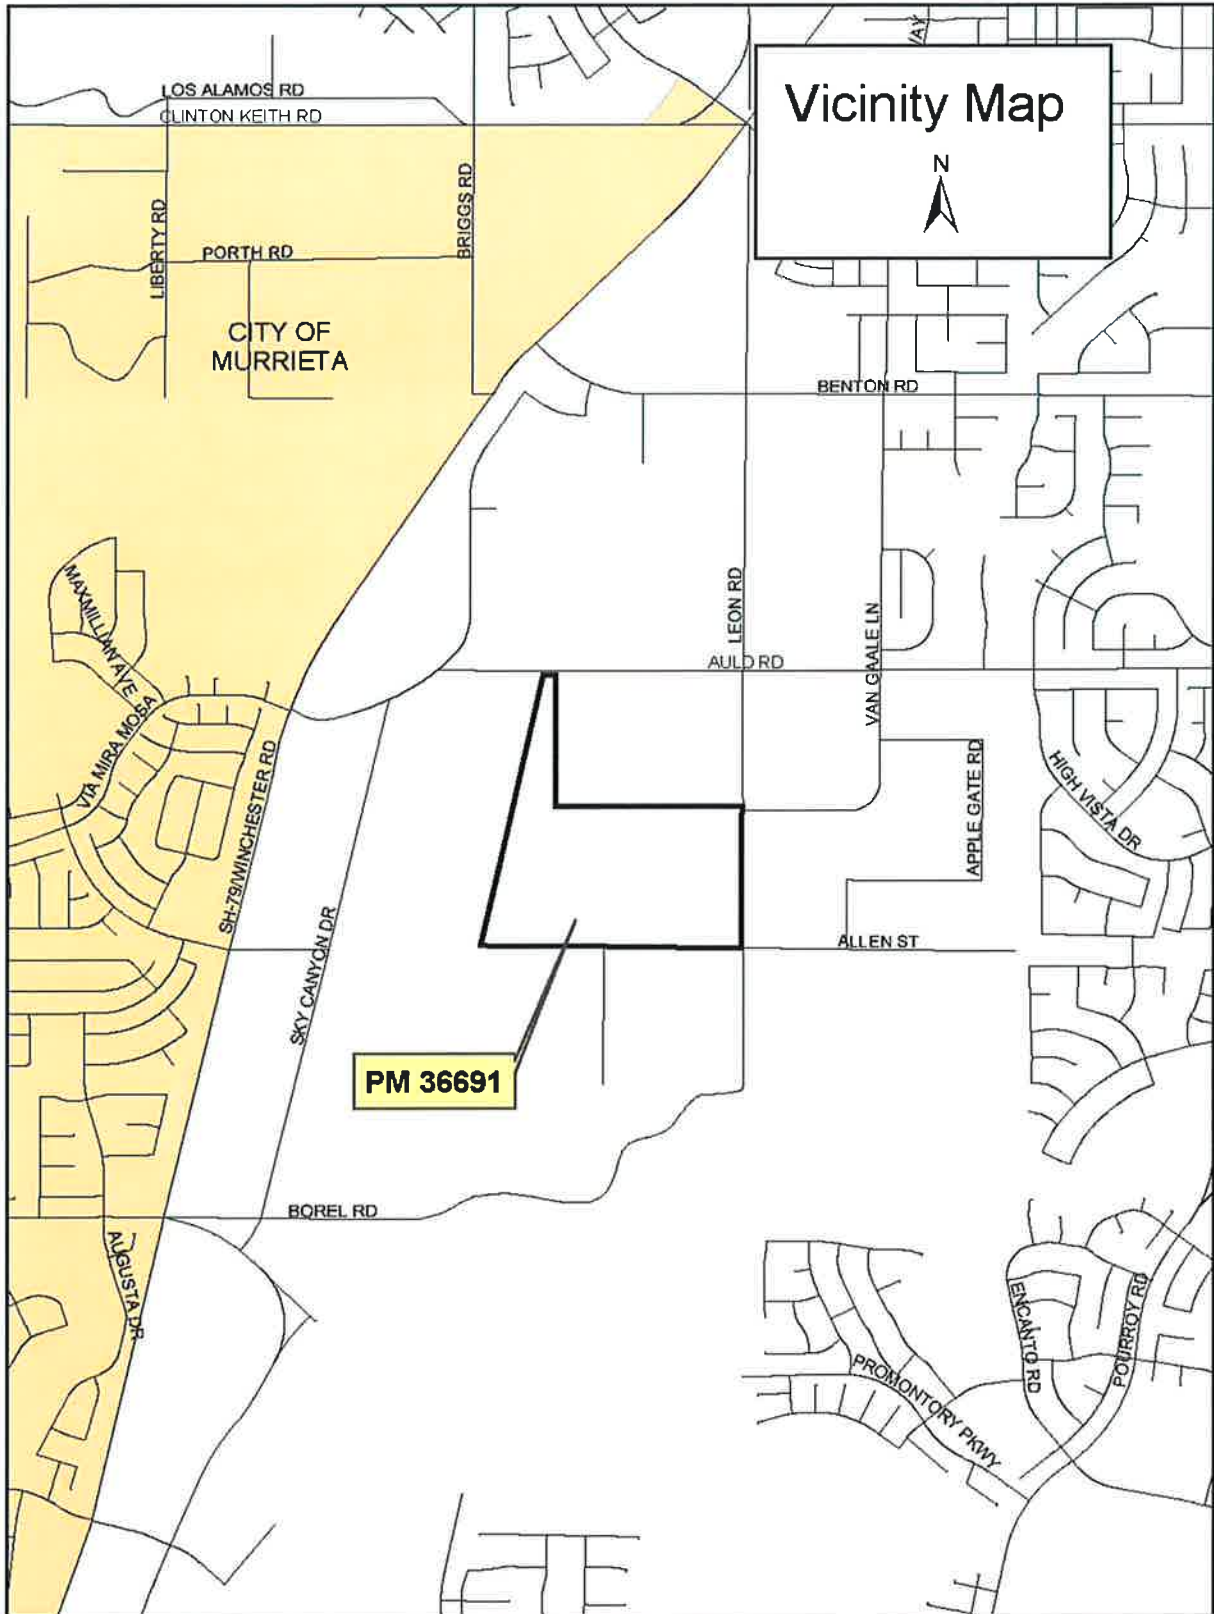 LOS ALAMOS RD
CLINTON KEITH RD
WAY
Vicinity Map
N
LIBERTY RD
BRIGGS RD
PORTH RD
CITY OF
MURRIETA
BENTON RD
MAXMILLIAN AVE
LEON RD
VAN GAALE LN
AULD RD
VIA MIRA MOSA
SH-79/WINCHESTER RD
APPLE GATE RD
HIGH VISTA DR
SKY CANYON DR
ALLEN ST
PM 36691
BOREL RD
AUGUSTA DR
ENCANTO RD
POURROY RD
PROMONTORY PKWY